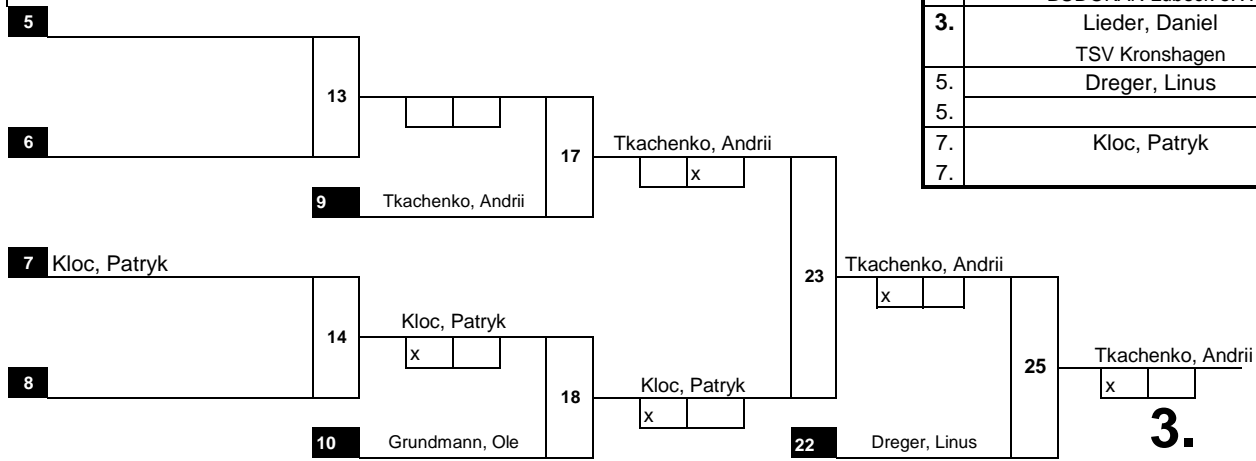 5
13
6
17
Tkachenko, Andrii
x
9 Tkachenko, Andrii
7 Kloc, Patryk
23
Tkachenko, Andrii
x
14
Kloc, Patryk
x
8
18
Kloc, Patryk
x
25
Tkachenko, Andrii
x
3.
10 Grundmann, Ole
22 Dreger, Linus
3. Lieder, Daniel
TSV Kronshagen
5. Dreger, Linus
5.
7. Kloc, Patryk
7.